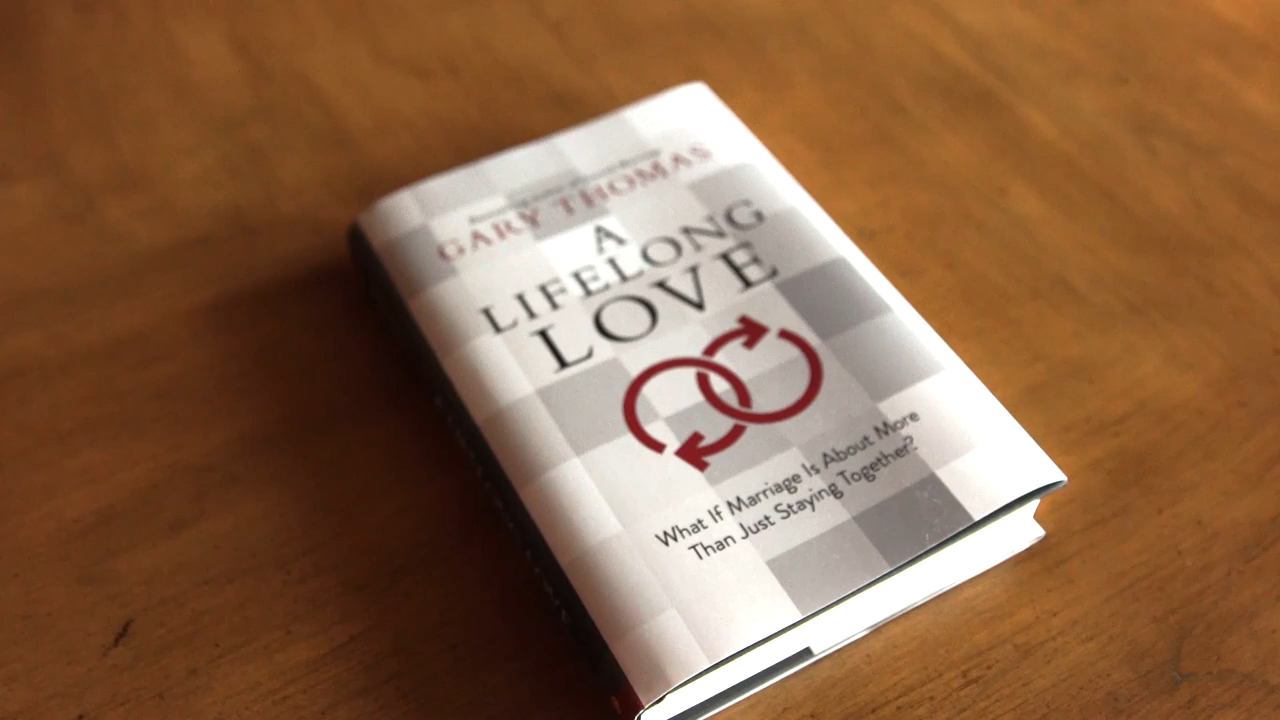 GARY THOMAS
A
LIFELONG
LOVE
What If Marriage Is About More
Than Just Staying Together?